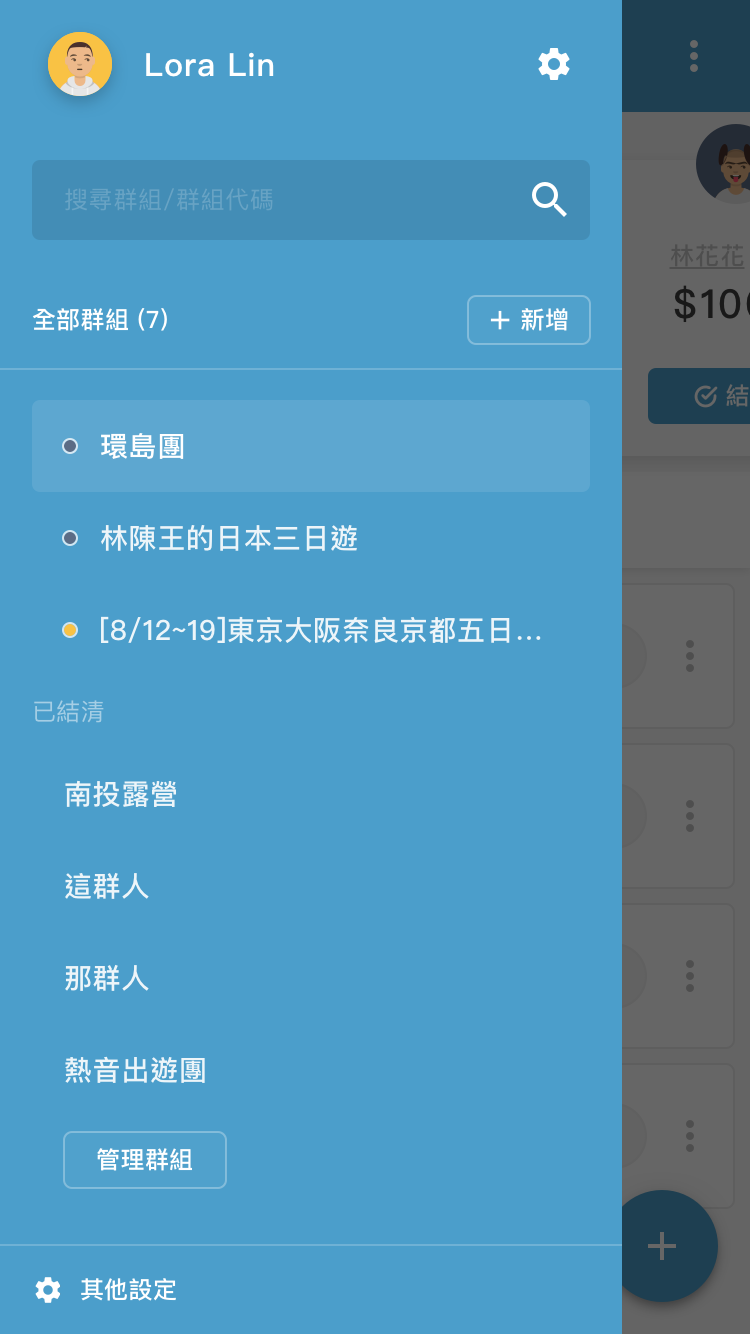 Lora Lin
搜尋群組/群組代碼
全部群組 (7)
+ 新增
環島團
林陳王的日本三日遊
[8/12~19]東京大阪奈良京都五日...
已結清
南投露營
這群人
那群人
熱音出遊團
管理群組
其他設定
林花花
$100
結